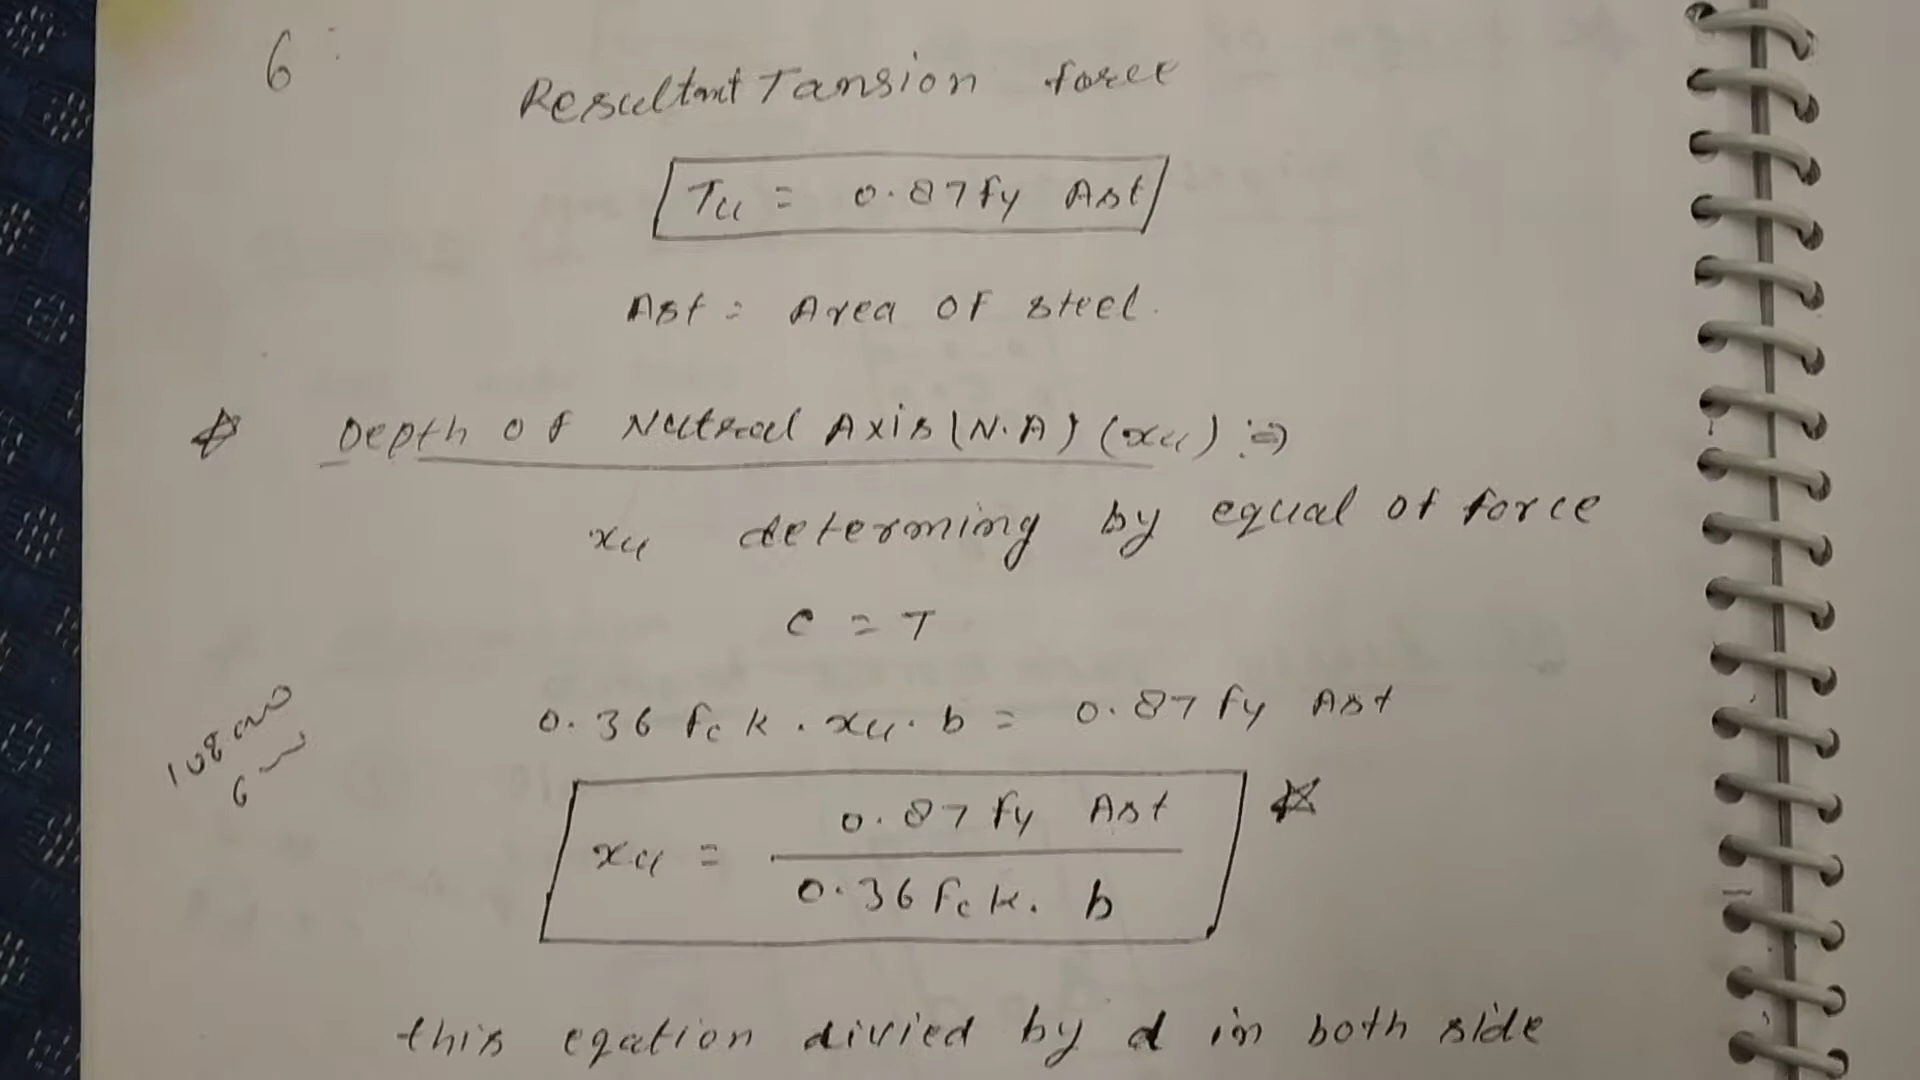 6
Resultant Tansion force
Tu = 0.87 fy Ast
Ast = Area of steel.
Depth of Nutral Axis (N.A) (xu) :⇒
xu determing by equal of force
C = T
0.36 fck . xu . b = 0.87 fy Ast
xu = 0.87 fy Ast
0.36 fck . b
this eqation divied by d in both side